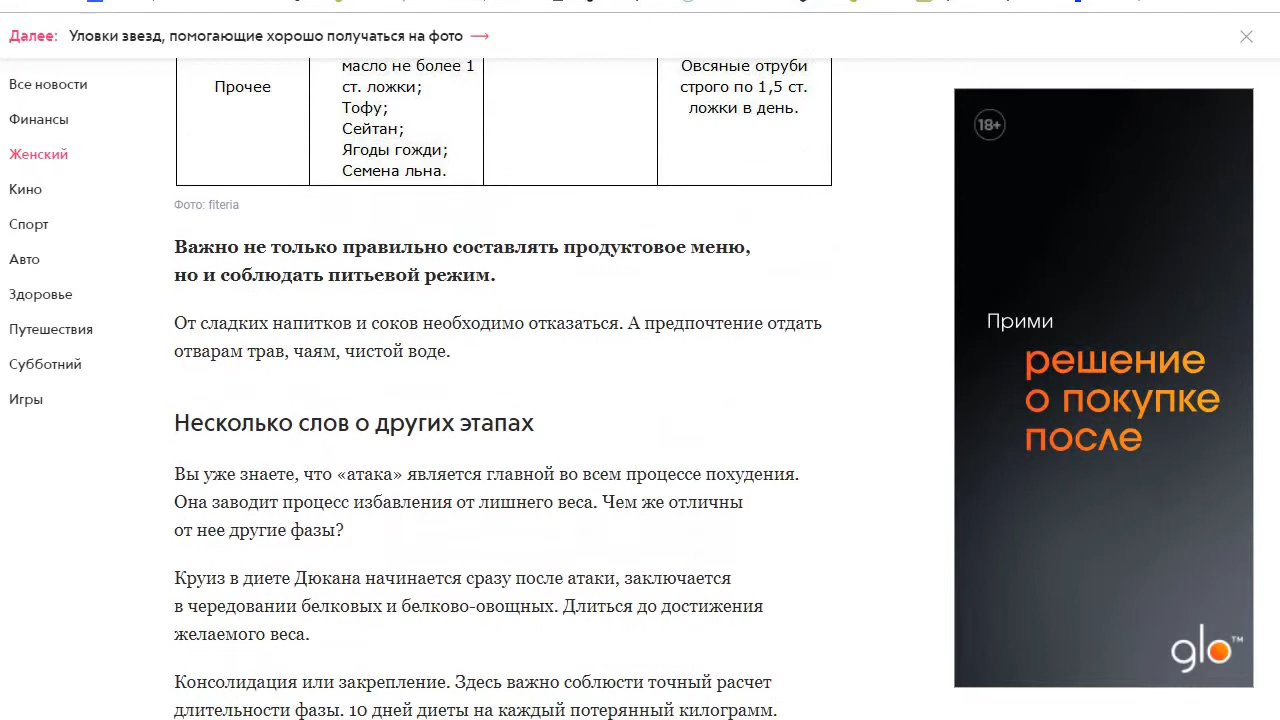 Далее: Уловки звезд, помогающие хорошо получаться на фото →
Все новости
Финансы
Женский
Кино
Спорт
Авто
Здоровье
Путешествия
Субботний
Игры
Прочее
масло не более 1
ст. ложки;
Тофу;
Сейтан;
Ягоды гожди;
Семена льна.
Овсяные отруби
строго по 1,5 ст.
ложки в день.
Фото: fiteria
Важно не только правильно составлять продуктовое меню,
но и соблюдать питьевой режим.
От сладких напитков и соков необходимо отказаться. А предпочтение отдать
отварам трав, чаям, чистой воде.
Несколько слов о других этапах
Вы уже знаете, что «атака» является главной во всем процессе похудения.
Она заводит процесс избавления от лишнего веса. Чем же отличны
от нее другие фазы?
Круиз в диете Дюкана начинается сразу после атаки, заключается
в чередовании белковых и белково-овощных. Длиться до достижения
желаемого веса.
Консолидация или закрепление. Здесь важно соблюсти точный расчет
длительности фазы. 10 дней диеты на каждый потерянный килограмм.
18+
Прими
решение
о покупке
после
glo™